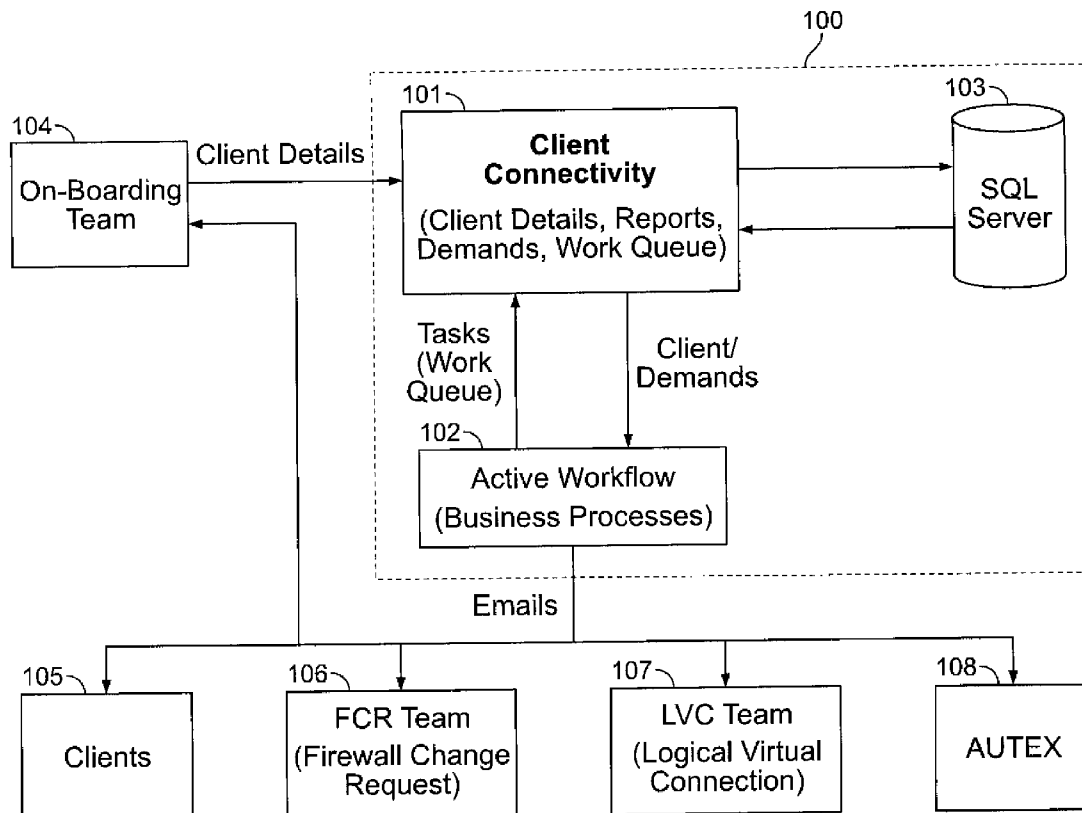 100
101
103
104
Client Details
On-Boarding
Team
Client
Connectivity
(Client Details, Reports,
Demands, Work Queue)
SQL
Server
Tasks
(Work
Queue)
Client/
Demands
102
Active Workflow
(Business Processes)
Emails
105
Clients
106
FCR Team
(Firewall Change
Request)
107
LVC Team
(Logical Virtual
Connection)
108
AUTEX